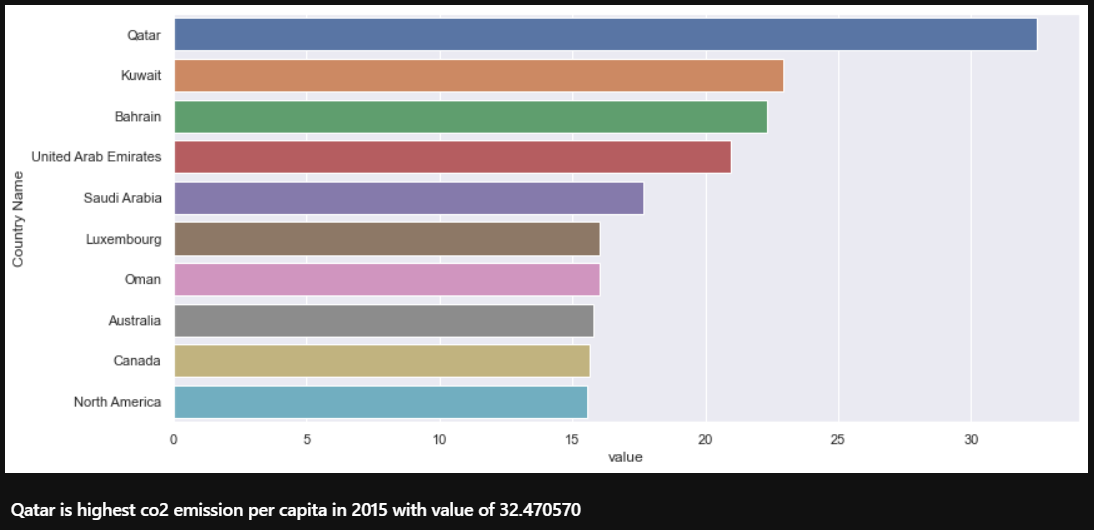 Qatar
Kuwait
Bahrain
United Arab Emirates
Saudi Arabia
Luxembourg
Oman
Australia
Canada
North America
Country Name
0 5 10 15 20 25 30
value
Qatar is highest co2 emission per capita in 2015 with value of 32.470570